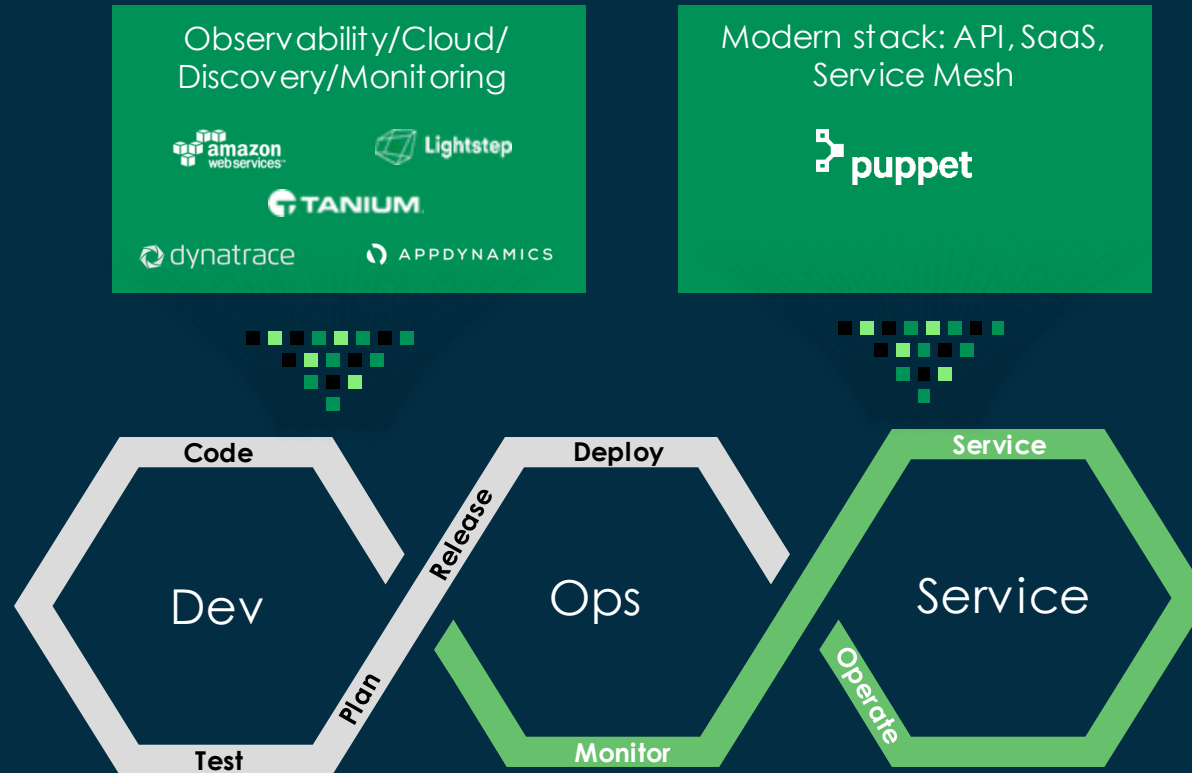 Observability/Cloud/
Discovery/Monitoring
amazon
webservices™
Lightstep
TANIUM.
dynatrace
APPDYNAMICS
Modern stack: API, SaaS,
Service Mesh
puppet
Code
Deploy
Service
Release
Dev
Ops
Service
Plan
Operate
Test
Monitor